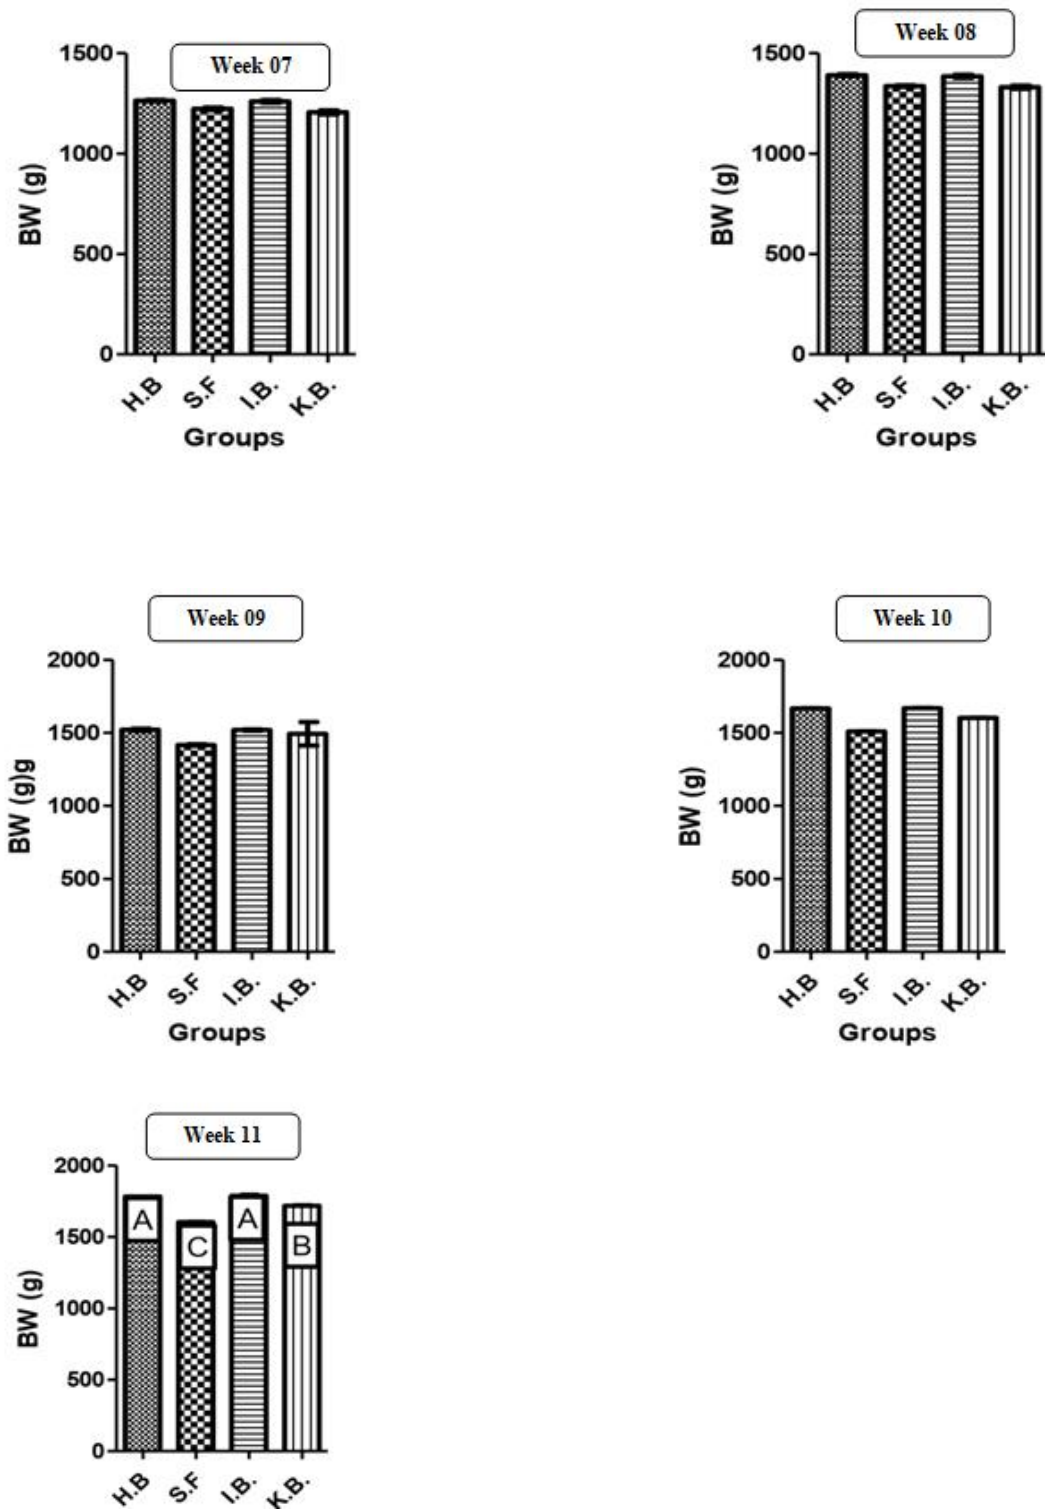 Week 07
1500
1000
500
0
BW (g)
H.B
S.F
I.B.
K.B.
Groups
Week 08
1500
1000
500
0
BW (g)
H.B
S.F
I.B.
K.B.
Groups
Week 09
2000
1500
1000
500
0
BW (g)g
H.B
S.F
I.B.
K.B.
Groups
Week 10
2000
1500
1000
500
0
BW (g)
H.B
S.F
I.B.
K.B.
Groups
Week 11
2000
1500
1000
500
0
BW (g)
A
C
A
B
H.B
S.F
I.B.
K.B.